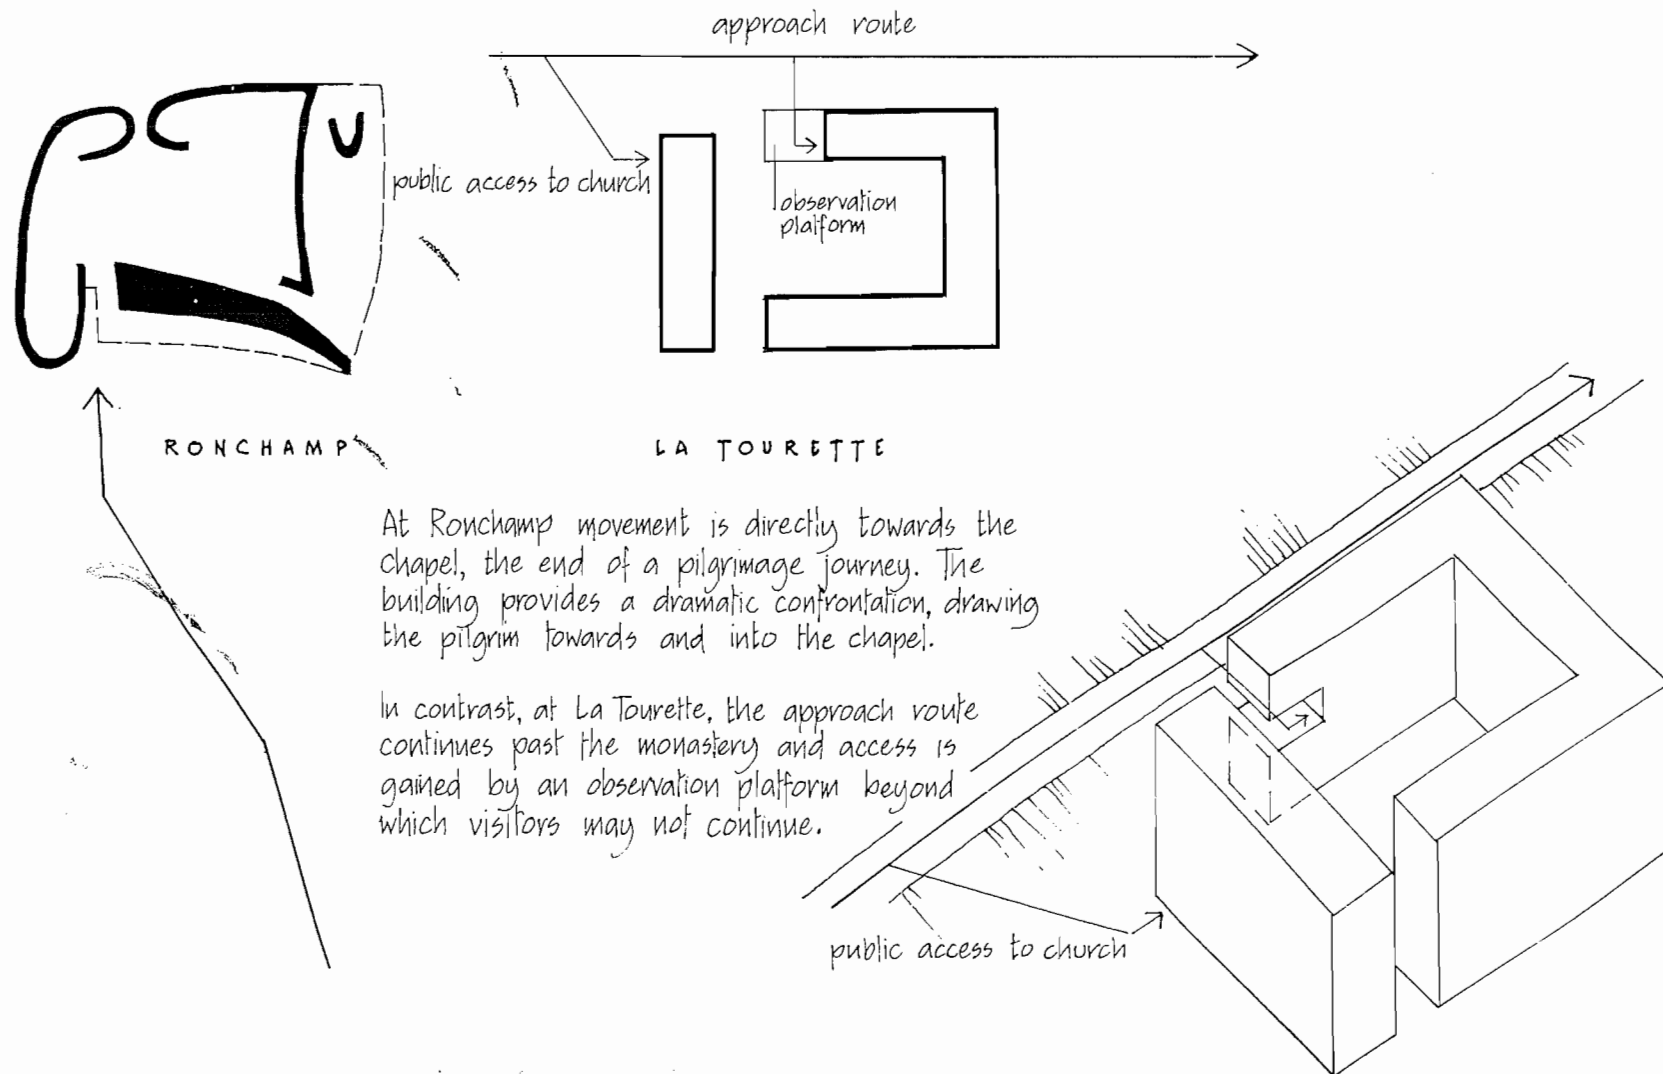 approach route
public access to church
observation
platform
RONCHAMP
LA TOURETTE
At Ronchamp movement is directly towards the
chapel, the end of a pilgrimage journey. The
building provides a dramatic confrontation, drawing
the pilgrim towards and into the chapel.
In contrast, at La Tourette, the approach route
continues past the monastery and access is
gained by an observation platform beyond
which visitors may not continue.
public access to church